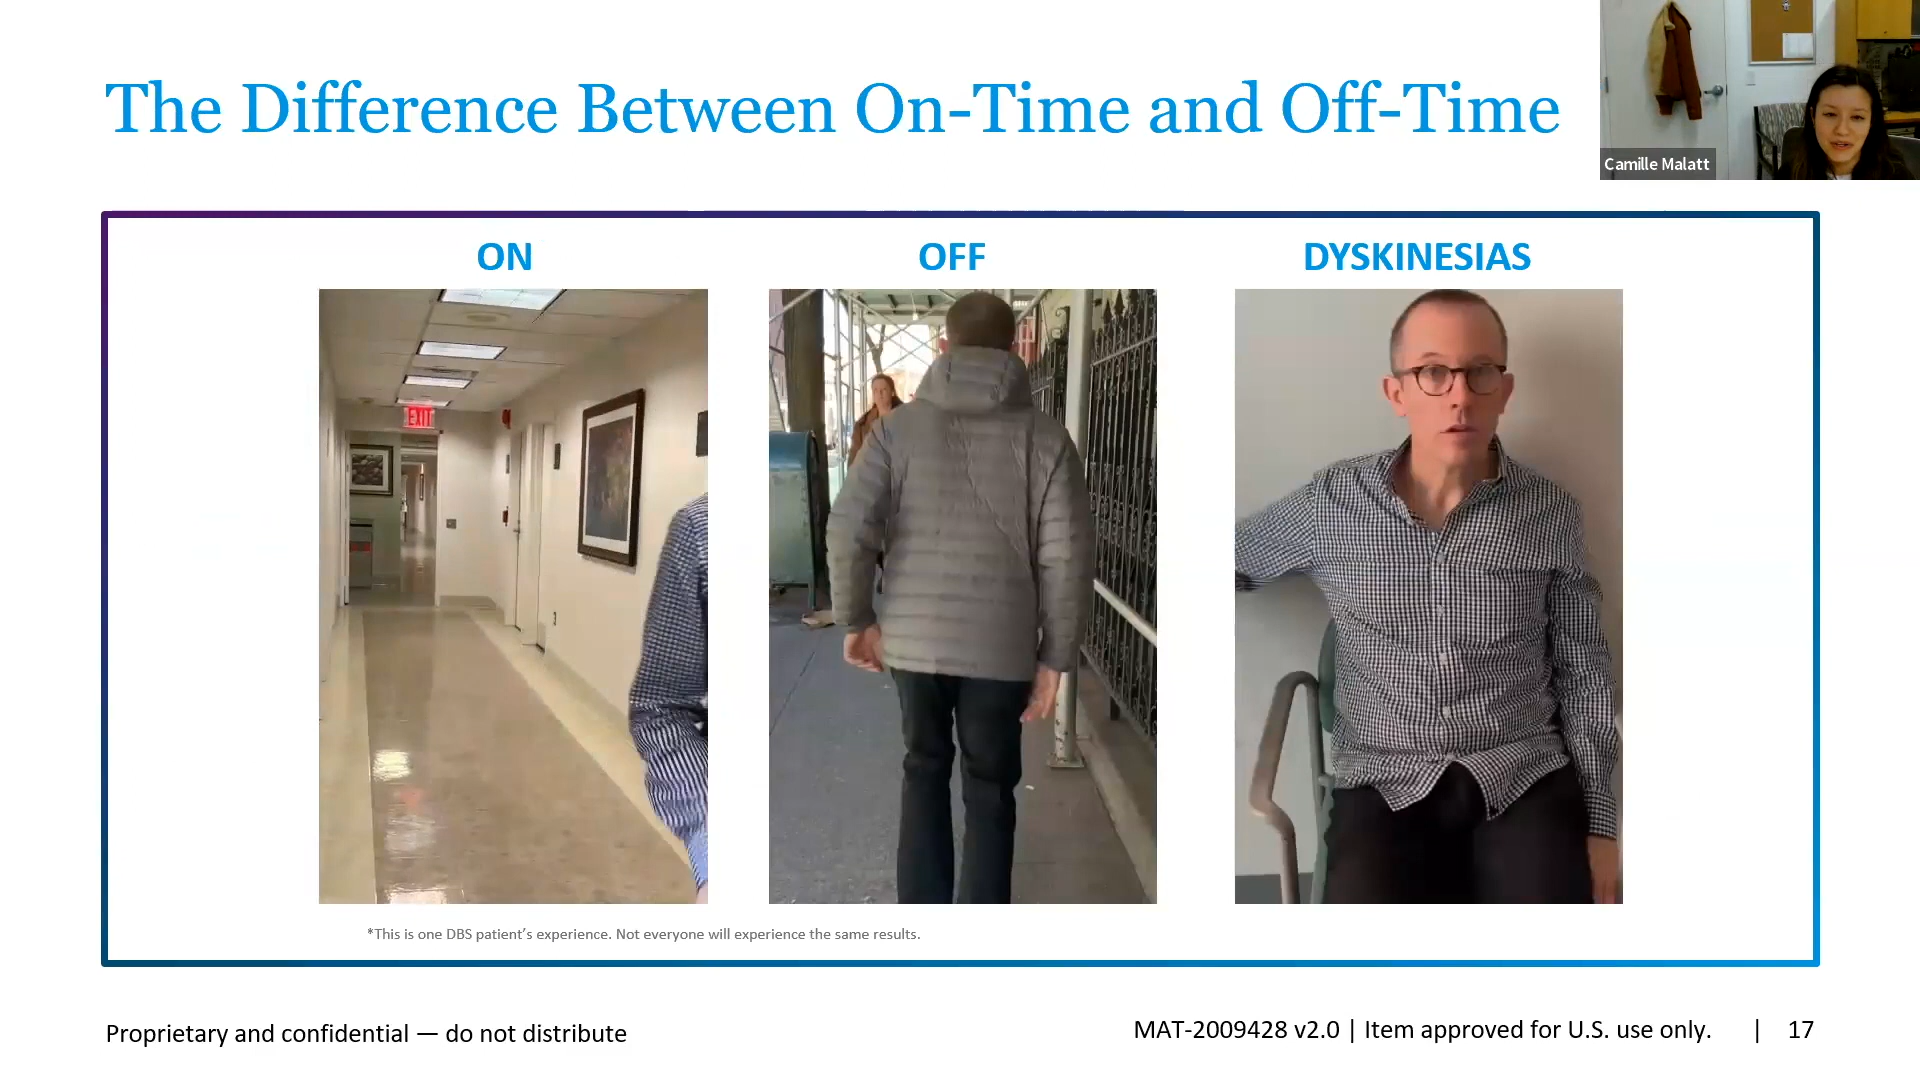 The Difference Between On-Time and Off-Time
Camille Malatt
ON
OFF
DYSKINESIAS
EXIT
*This is one DBS patient’s experience. Not everyone will experience the same results.
Proprietary and confidential — do not distribute
MAT-2009428 v2.0 | Item approved for U.S. use only. | 17